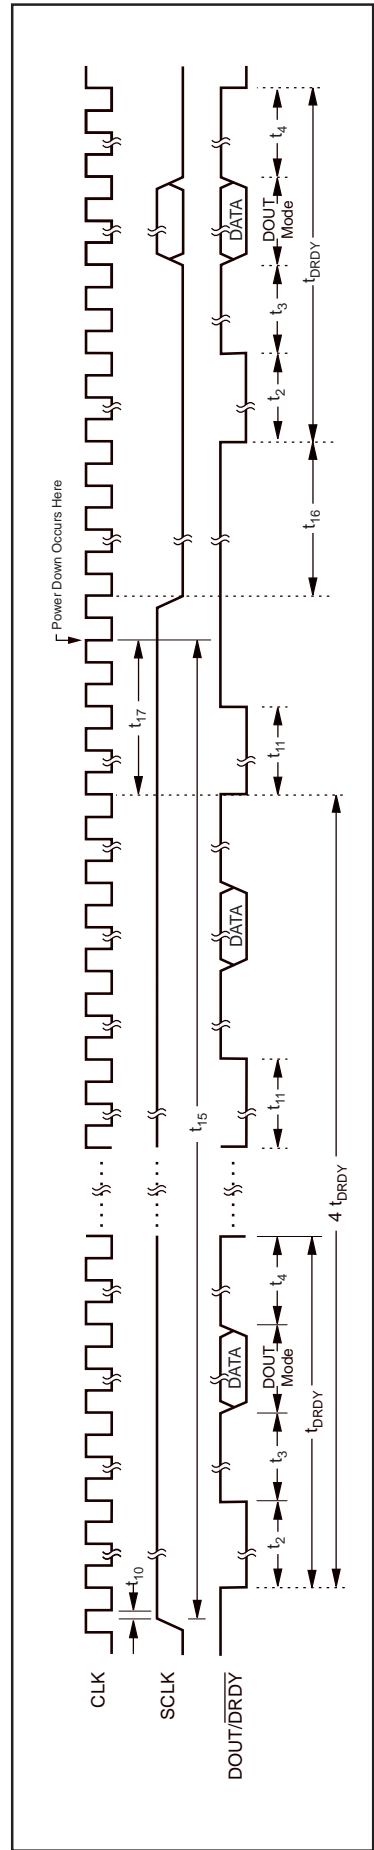 Power Down Occurs Here
CLK
t10
t17
SCLK
t15
DOUT/DRDY
DATA
DATA
DATA
t2
t3
DOUT
Mode
t4
t11
t11
t16
t2
t3
DOUT
Mode
t4
tDRDY
tDRDY
4 tDRDY